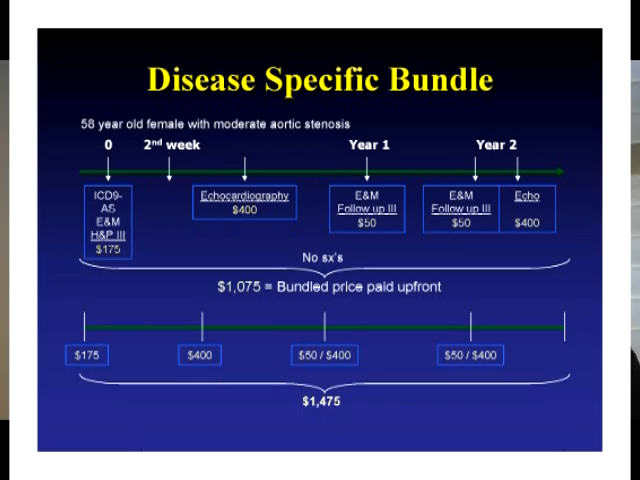 Disease Specific Bundle
58 year old female with moderate aortic stenosis
0 2nd week Year 1 Year 2
ICD9-
AS
E&M
H&P III
$175
Echocardiography
$400
E&M
Follow up III
$50
E&M
Follow up III
$50
Echo
$400
No sx's
$1,075 = Bundled price paid upfront
$175 $400 $50 / $400 $50 / $400
$1,475